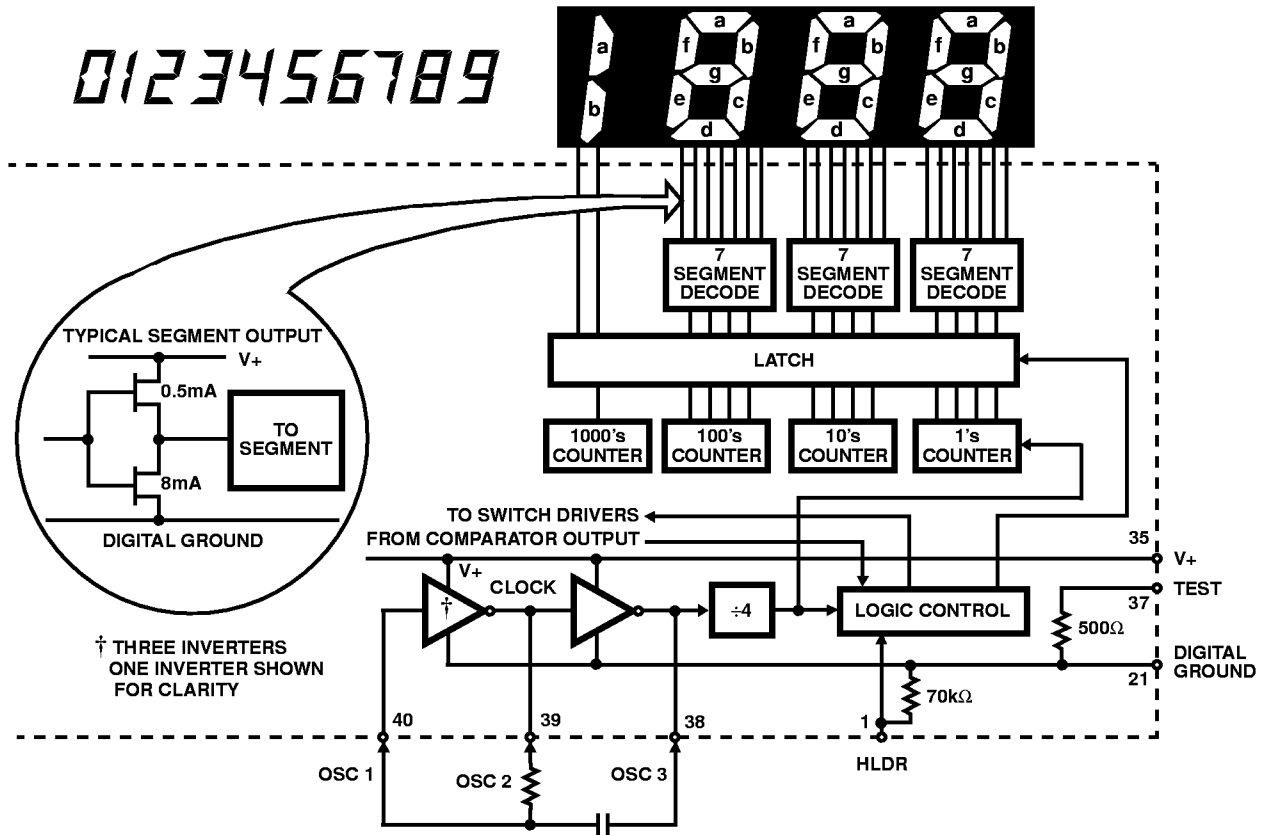 0123456789
a
b
a
f
b
g
e
c
d
a
f
b
g
e
c
d
a
f
b
g
e
c
d
7
SEGMENT
DECODE
7
SEGMENT
DECODE
7
SEGMENT
DECODE
TYPICAL SEGMENT OUTPUT
V+
0.5mA
TO
SEGMENT
8mA
DIGITAL GROUND
LATCH
1000's
COUNTER
100's
COUNTER
10's
COUNTER
1's
COUNTER
TO SWITCH DRIVERS
FROM COMPARATOR OUTPUT
35
V+
V+
CLOCK
†
÷4
LOGIC CONTROL
TEST
37
500Ω
DIGITAL
GROUND
21
† THREE INVERTERS
ONE INVERTER SHOWN
FOR CLARITY
70kΩ
40
39
38
1
OSC 1
OSC 2
OSC 3
HLDR